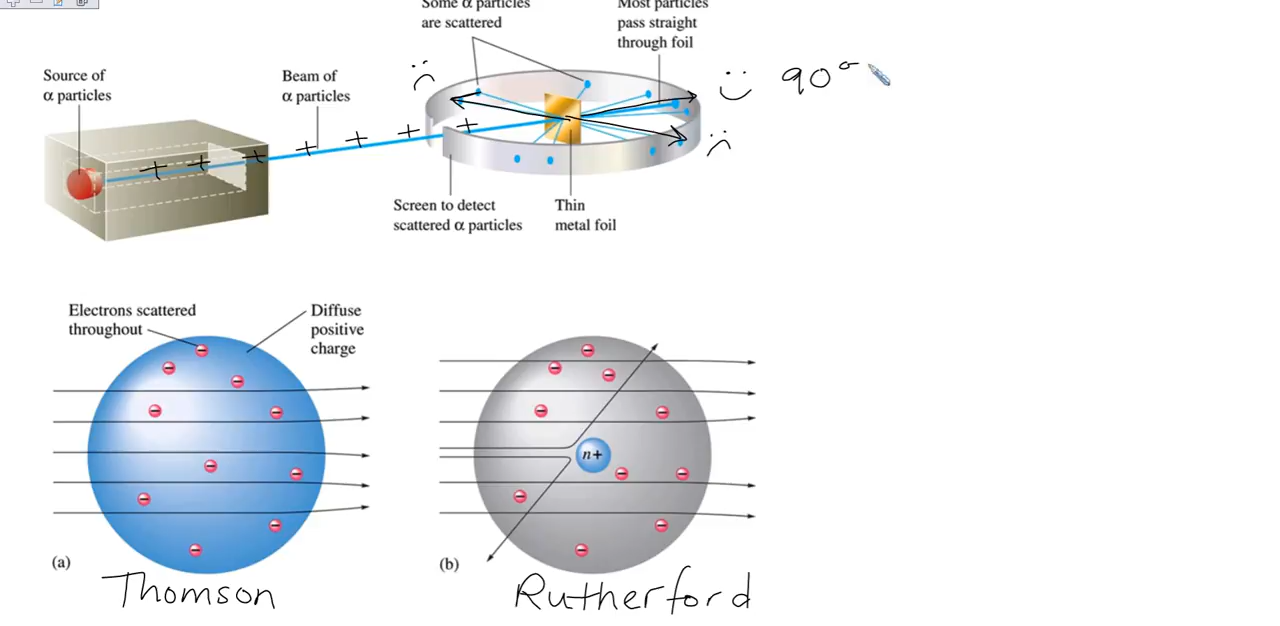 Some α particles
are scattered
Most particles
pass straight
through foil
Source of
α particles
Beam of
α particles
90°
Screen to detect
scattered α particles
Thin
metal foil
Electrons scattered
throughout
Diffuse
positive
charge
n+
(a)
Thomson
(b)
Rutherford